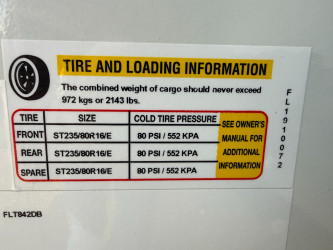 TIRE AND LOADING INFORMATION
The combined weight of cargo should never exceed
972 kgs or 2143 lbs.
TIRE SIZE COLD TIRE PRESSURE SEE OWNER'S MANUAL FOR ADDITIONAL INFORMATION
FRONT ST235/80R16/E 80 PSI / 552 KPA
REAR ST235/80R16/E 80 PSI / 552 KPA
SPARE ST235/80R16/E 80 PSI / 552 KPA
FL1910072
FLT842DB